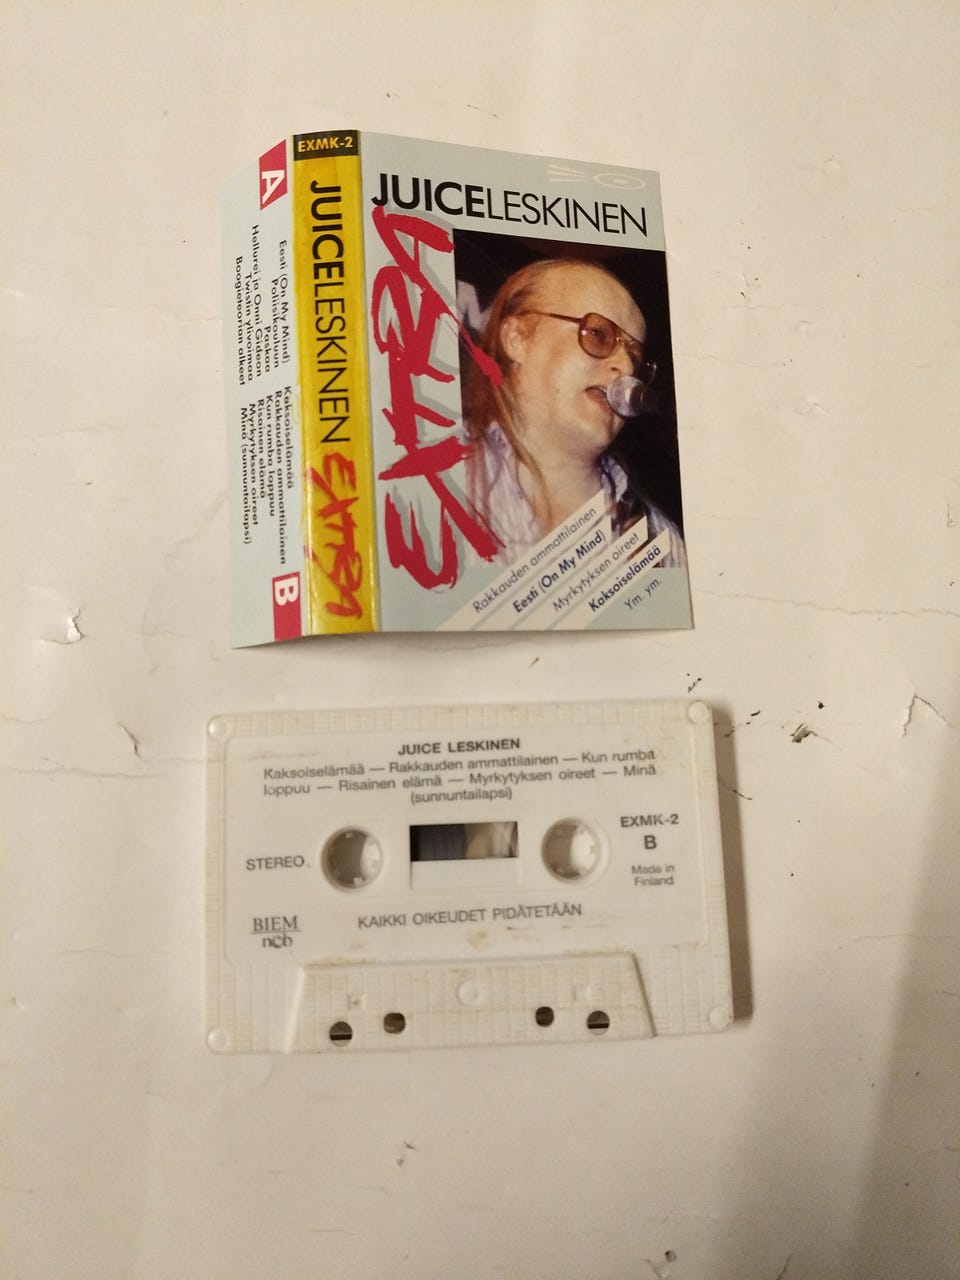 EXMK-2
JUICELESKINEN EXTRA
A
Eesti (On My Mind)
Poliisikouluun
Paskaa
Hellurei ja Onni Gideon
Twistin ylivoimaa
Boogieteorian alkeet
B
Kaksoiselämää
Rakkauden ammattilainen
Kun rumba loppuu
Risainen elämä
Myrkytyksen oireet
Minä (sunnuntailapsi)
JUICELESKINEN
EXTRA
Rakkauden ammattilainen
Eesti (On My Mind)
Myrkytyksen oireet
Kaksoiselämää
Ym. ym.
JUICE LESKINEN
Kaksoiselämää — Rakkauden ammattilainen — Kun rumba
loppuu — Risainen elämä — Myrkytyksen oireet — Minä
(sunnuntailapsi)
STEREO.
EXMK-2
B
Made in
Finland
BIEM
ncb
KAIKKI OIKEUDET PIDÄTETÄÄN